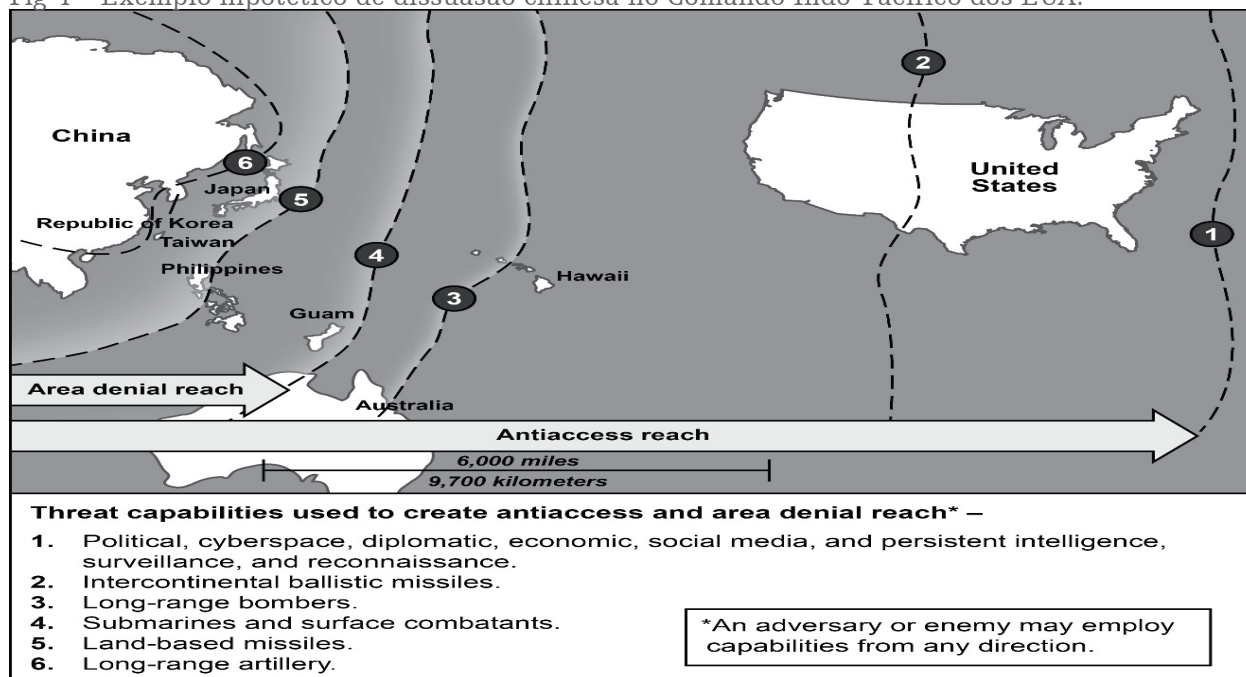 Fig 1 – Exemplo hipotético de dissuasão chinesa no Comando Indo-Pacífico dos EUA.
2
China
6
United
States
Japan
5
Republic of Korea
1
Taiwan
4
Philippines
Hawaii
3
Guam
Area denial reach
Australia
Antiaccess reach
6,000 miles
9,700 kilometers
Threat capabilities used to create antiaccess and area denial reach* –
1. Political, cyberspace, diplomatic, economic, social media, and persistent intelligence,
surveillance, and reconnaissance.
2. Intercontinental ballistic missiles.
3. Long-range bombers.
4. Submarines and surface combatants.
5. Land-based missiles.
6. Long-range artillery.
*An adversary or enemy may employ
capabilities from any direction.